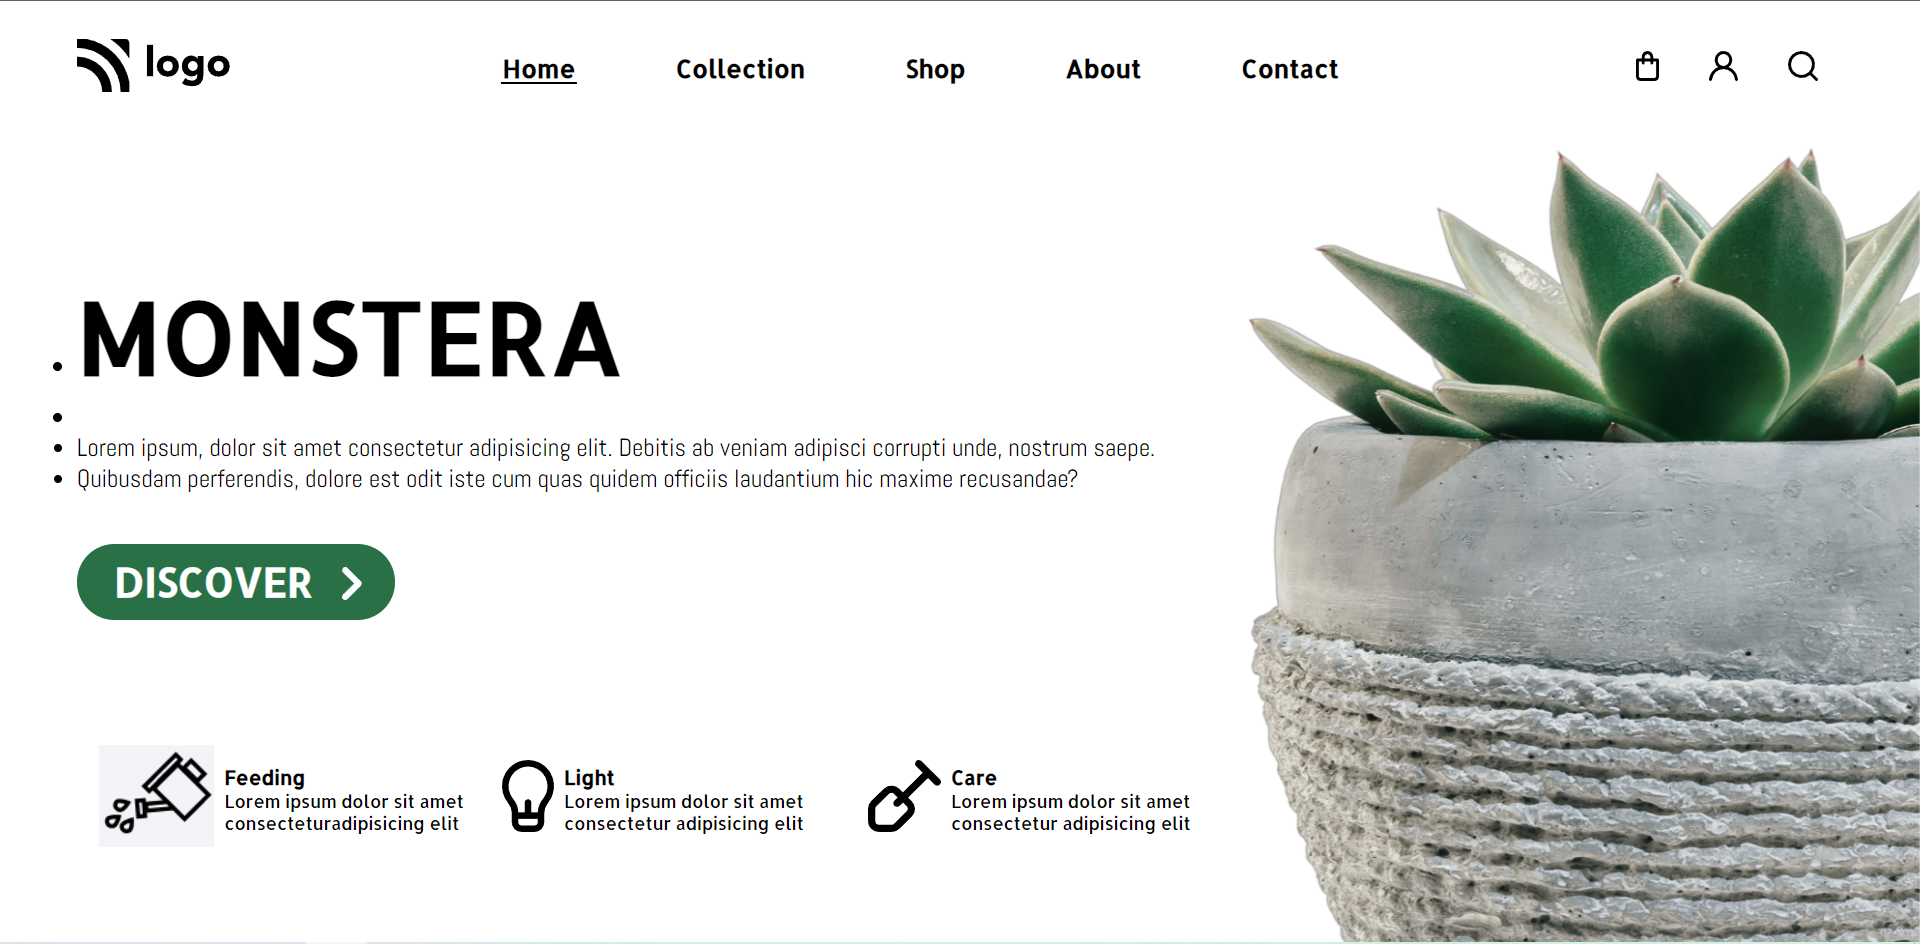 logo
Home Collection Shop About Contact
MONSTERA
Lorem ipsum, dolor sit amet consectetur adipisicing elit. Debitis ab veniam adipisci corrupti unde, nostrum saepe.
Quibusdam perferendis, dolore est odit iste cum quas quidem officiis laudantium hic maxime recusandae?
DISCOVER
Feeding
Lorem ipsum dolor sit amet
consecteturadipisicing elit
Light
Lorem ipsum dolor sit amet
consectetur adipisicing elit
Care
Lorem ipsum dolor sit amet
consectetur adipisicing elit